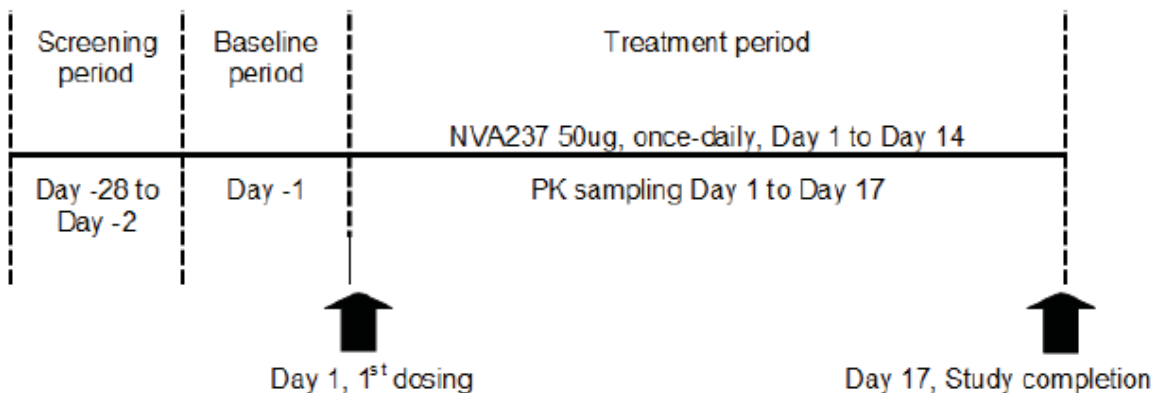 Screening period
Baseline period
Treatment period
NVA237 50ug, once-daily, Day 1 to Day 14
Day -28 to Day -2
Day -1
PK sampling Day 1 to Day 17
Day 1, 1st dosing
Day 17, Study completion